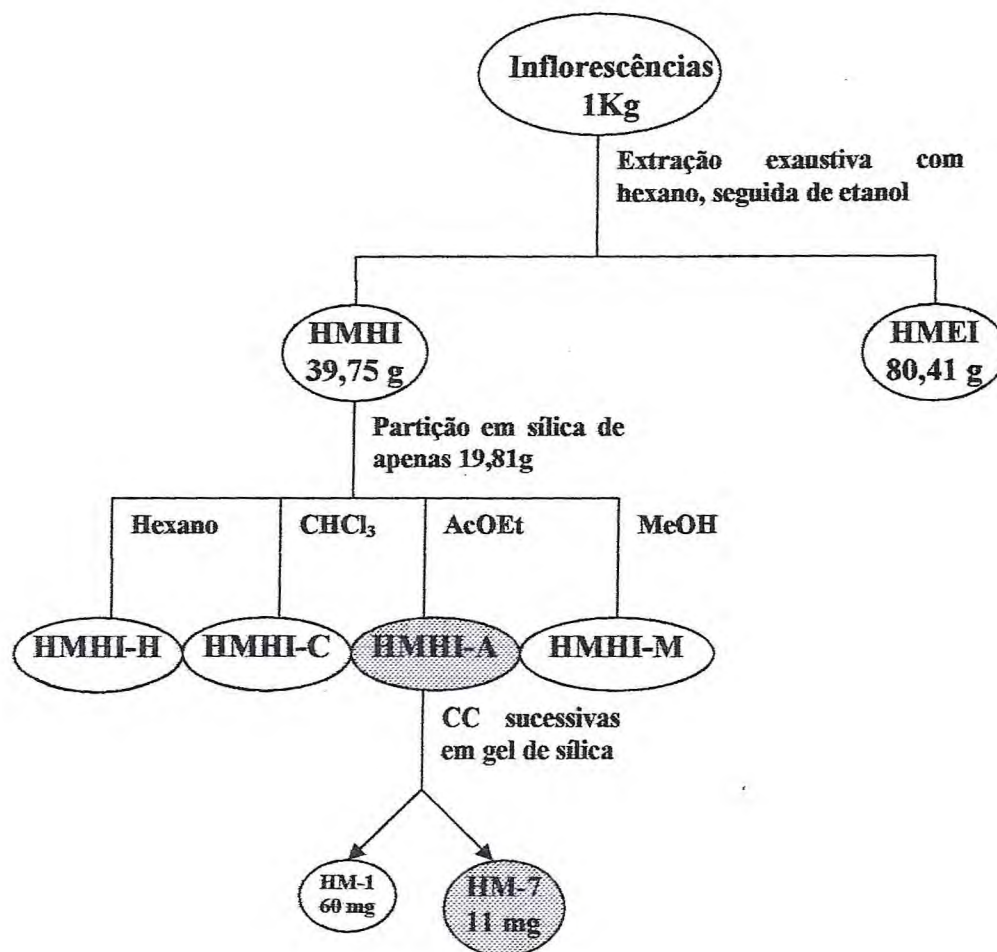 Inflorescências
1Kg
Extração exaustiva com
hexano, seguida de etanol
HMHI
39,75 g
HMEI
80,41 g
Partição em sílica de
apenas 19,81g
Hexano
CHCl₃
AcOEt
MeOH
HMHI-H
HMHI-C
HMHI-A
HMHI-M
CC sucessivas
em gel de sílica
HM-1
60 mg
HM-7
11 mg